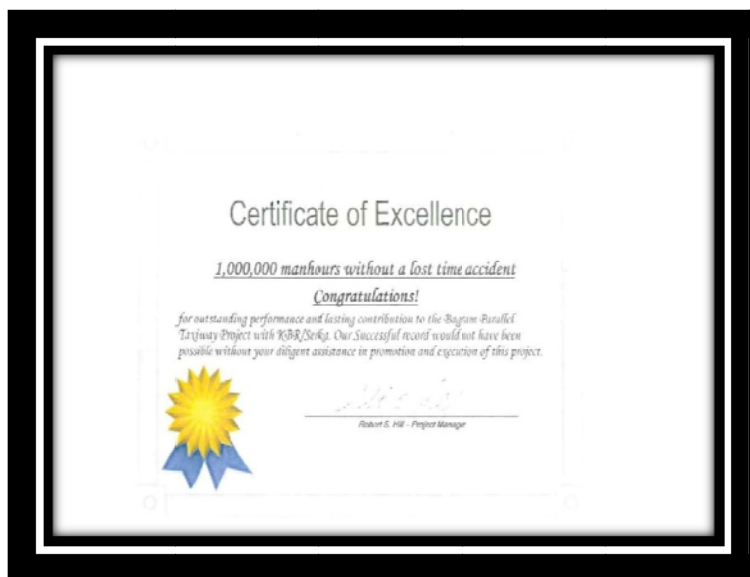 Certificate of Excellence
1,000,000 manhours without a lost time accident
Congratulations!
for outstanding performance and lasting contribution to the Bagram Parallel
Taxiway Project with KBR/Serka. Our Successful record would not have been
possible without your diligent assistance in promotion and execution of this project.
Robert S. Hill - Project Manager